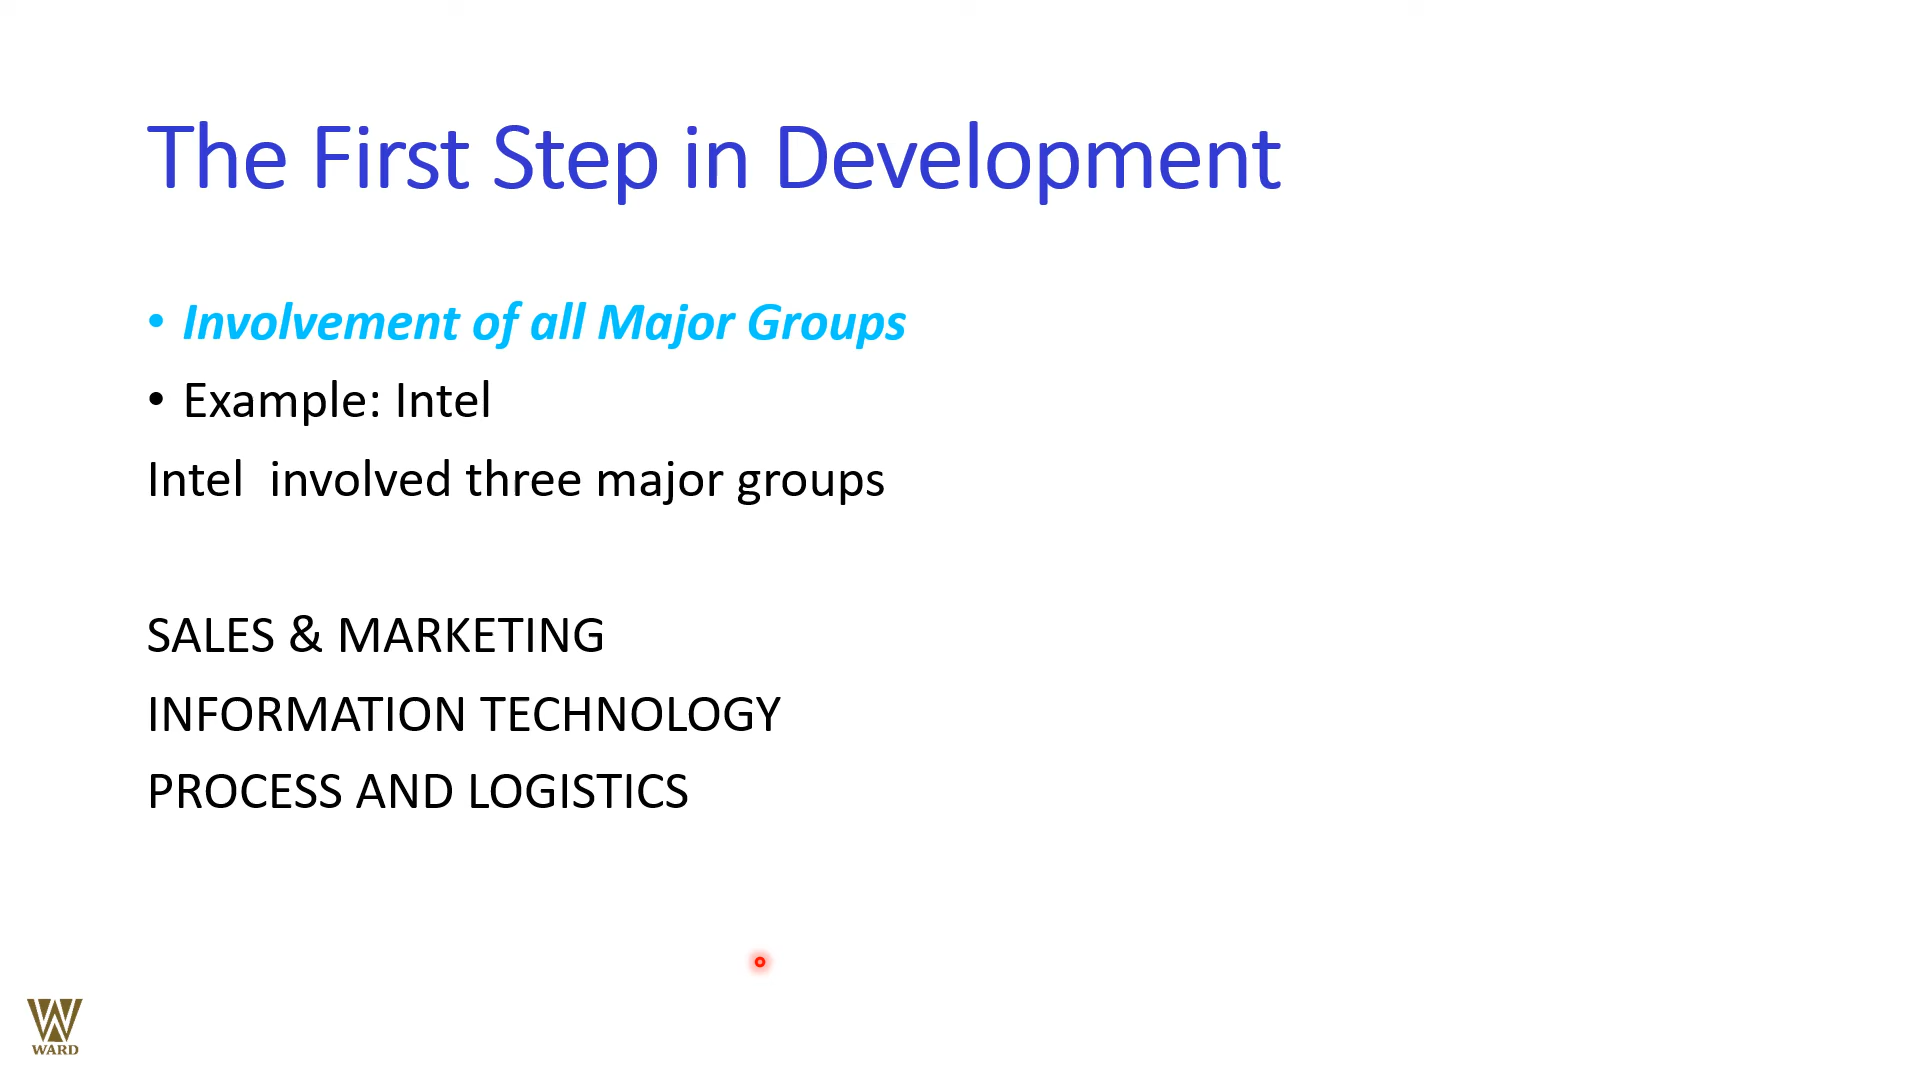 The First Step in Development
• Involvement of all Major Groups
• Example: Intel
Intel  involved three major groups
SALES & MARKETING
INFORMATION TECHNOLOGY
PROCESS AND LOGISTICS
WARD